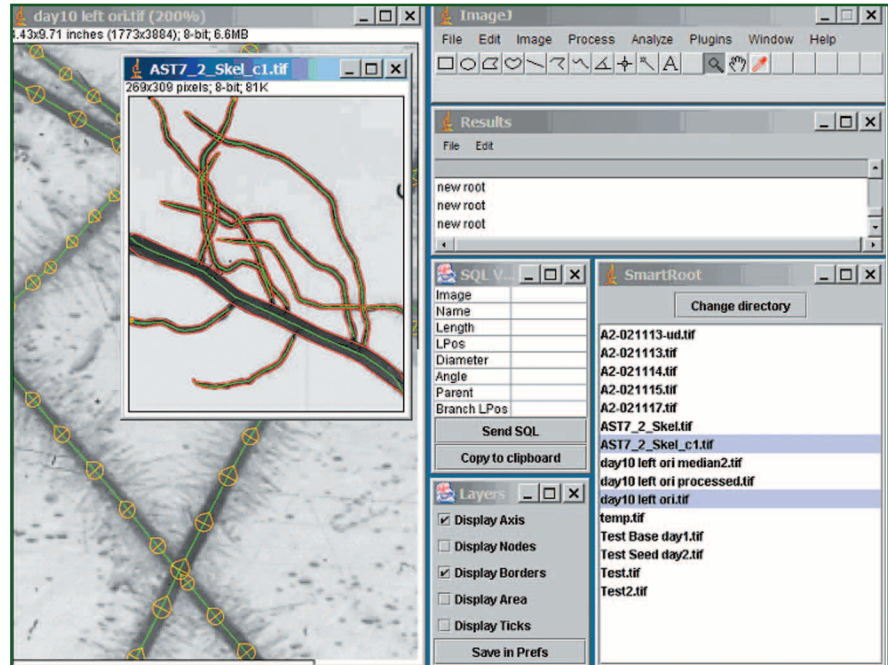 day10 left ori.tif (200%)
.43x9.71 inches (1773x3884); 8-bit; 6.6MB
AST7_2_Skel_c1.tif
269x309 pixels; 8-bit; 81K
ImageJ
File Edit Image Process Analyze Plugins Window Help
A
Results
File Edit
new root
new root
new root
SQL V...
Image
Name
Length
LPos
Diameter
Angle
Parent
Branch LPos
Send SQL
Copy to clipboard
Layers
Display Axis
Display Nodes
Display Borders
Display Area
Display Ticks
Save in Prefs
SmartRoot
Change directory
A2-021113-ud.tif
A2-021113.tif
A2-021114.tif
A2-021115.tif
A2-021117.tif
AST7_2_Skel.tif
AST7_2_Skel_c1.tif
day10 left ori median2.tif
day10 left ori processed.tif
day10 left ori.tif
temp.tif
Test Base day1.tif
Test Seed day2.tif
Test.tif
Test2.tif